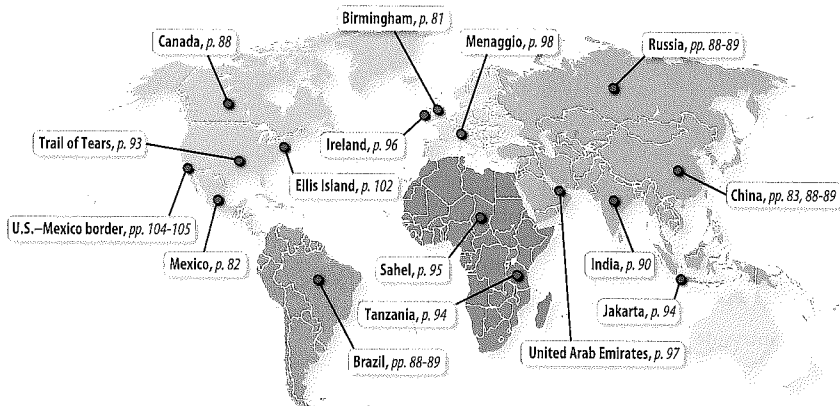 Birmingham, p. 81
Canada, p. 88
Menaggio, p. 98
Russia, pp. 88-89
Trail of Tears, p. 93
Ireland, p. 96
Ellis Island, p. 102
China, pp. 83, 88-89
U.S.–Mexico border, pp. 104-105
Mexico, p. 82
Sahel, p. 95
India, p. 90
Tanzania, p. 94
Jakarta, p. 94
Brazil, pp. 88-89
United Arab Emirates, p. 97